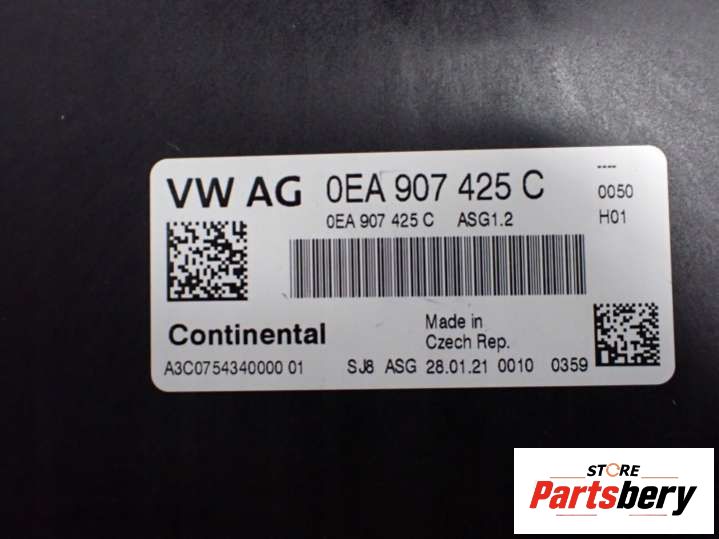 VW AG 0EA 907 425 C
----
0050
0EA 907 425 C ASG1.2
H01
Continental
Made in
Czech Rep.
A3C0754340000 01
SJ8 ASG 28.01.21 0010 0359
STORE
Partsbery